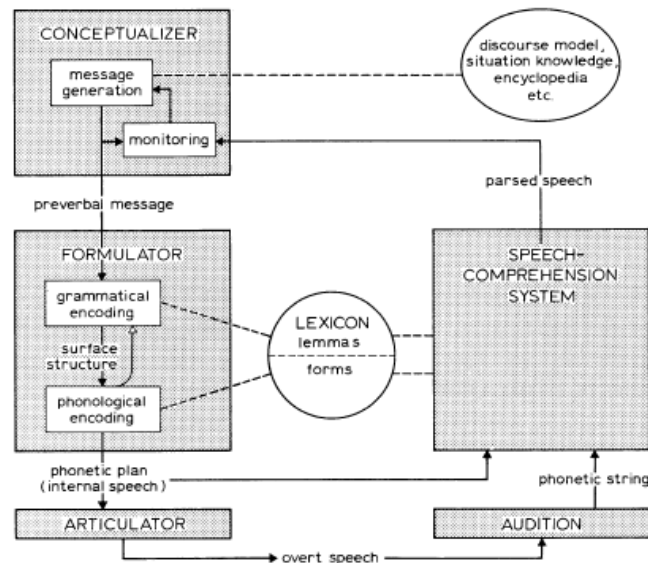 CONCEPTUALIZER
message
generation
monitoring
discourse model,
situation knowledge,
encyclopedia
etc.
parsed speech
preverbal message
FORMULATOR
grammatical
encoding
surface
structure
phonological
encoding
LEXICON
lemmas
forms
SPEECH-
COMPREHENSION
SYSTEM
phonetic plan
(internal speech)
phonetic string
ARTICULATOR
AUDITION
overt speech